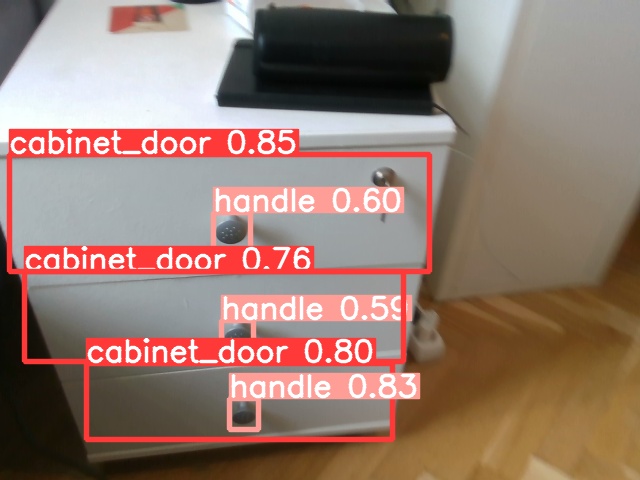 cabinet_door 0.85
handle 0.60
cabinet_door 0.76
handle 0.59
cabinet_door 0.80
handle 0.83